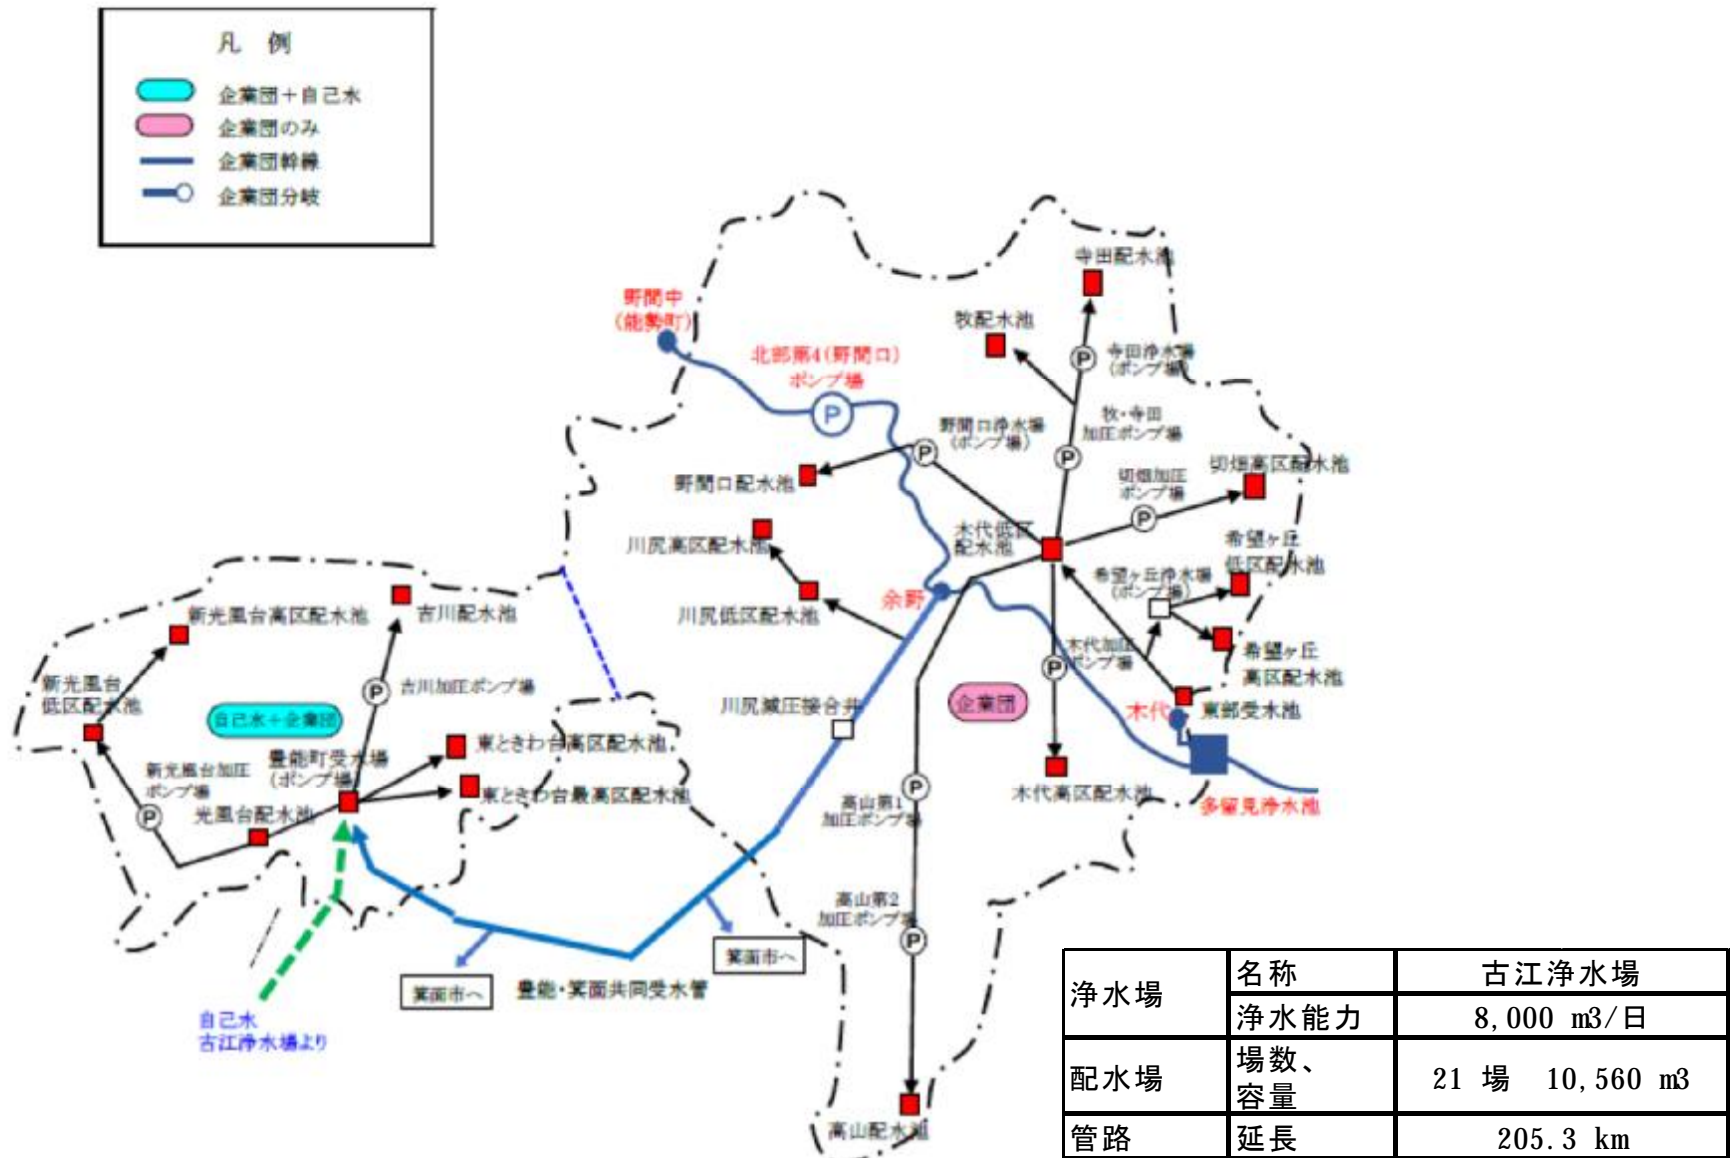 凡 例
企業団＋自己水
企業団のみ
企業団幹線
企業団分岐
寺田配水池
野間中
(能勢町)
牧配水池
北部第4(野間口)
ポンプ場
P
寺田浄水場
(ポンプ場)
P
牧・寺田
加圧ポンプ場
P
野間口浄水場
(ポンプ場)
P
野間口配水池
切畑高区配水池
切畑加圧
ポンプ場
P
川尻高区配水池
木代低区
配水池
希望ヶ丘
低区配水池
希望ヶ丘浄水場
(ポンプ場)
余野
川尻低区配水池
新光風台高区配水池
古川配水池
木代加圧
ポンプ場
P
希望ヶ丘
高区配水池
新光風台
低区配水池
古川加圧ポンプ場
P
自己水＋企業団
企業団
川尻減圧接合井
木代
東部受水池
豊能町受水場
(ポンプ場)
東ときわ台高区配水池
新光風台加圧
ポンプ場
P
光風台配水池
東ときわ台最高区配水池
木代高区配水池
多留見浄水池
高山第1
加圧ポンプ場
P
高山第2
加圧ポンプ場
P
箕面市へ
箕面市へ
豊能・箕面共同受水管
自己水
古江浄水場より
高山配水池
浄水場 名称 古江浄水場
浄水能力 8,000 m3/日
配水場 場数、
容量 21 場 10,560 m3
管路 延長 205.3 km